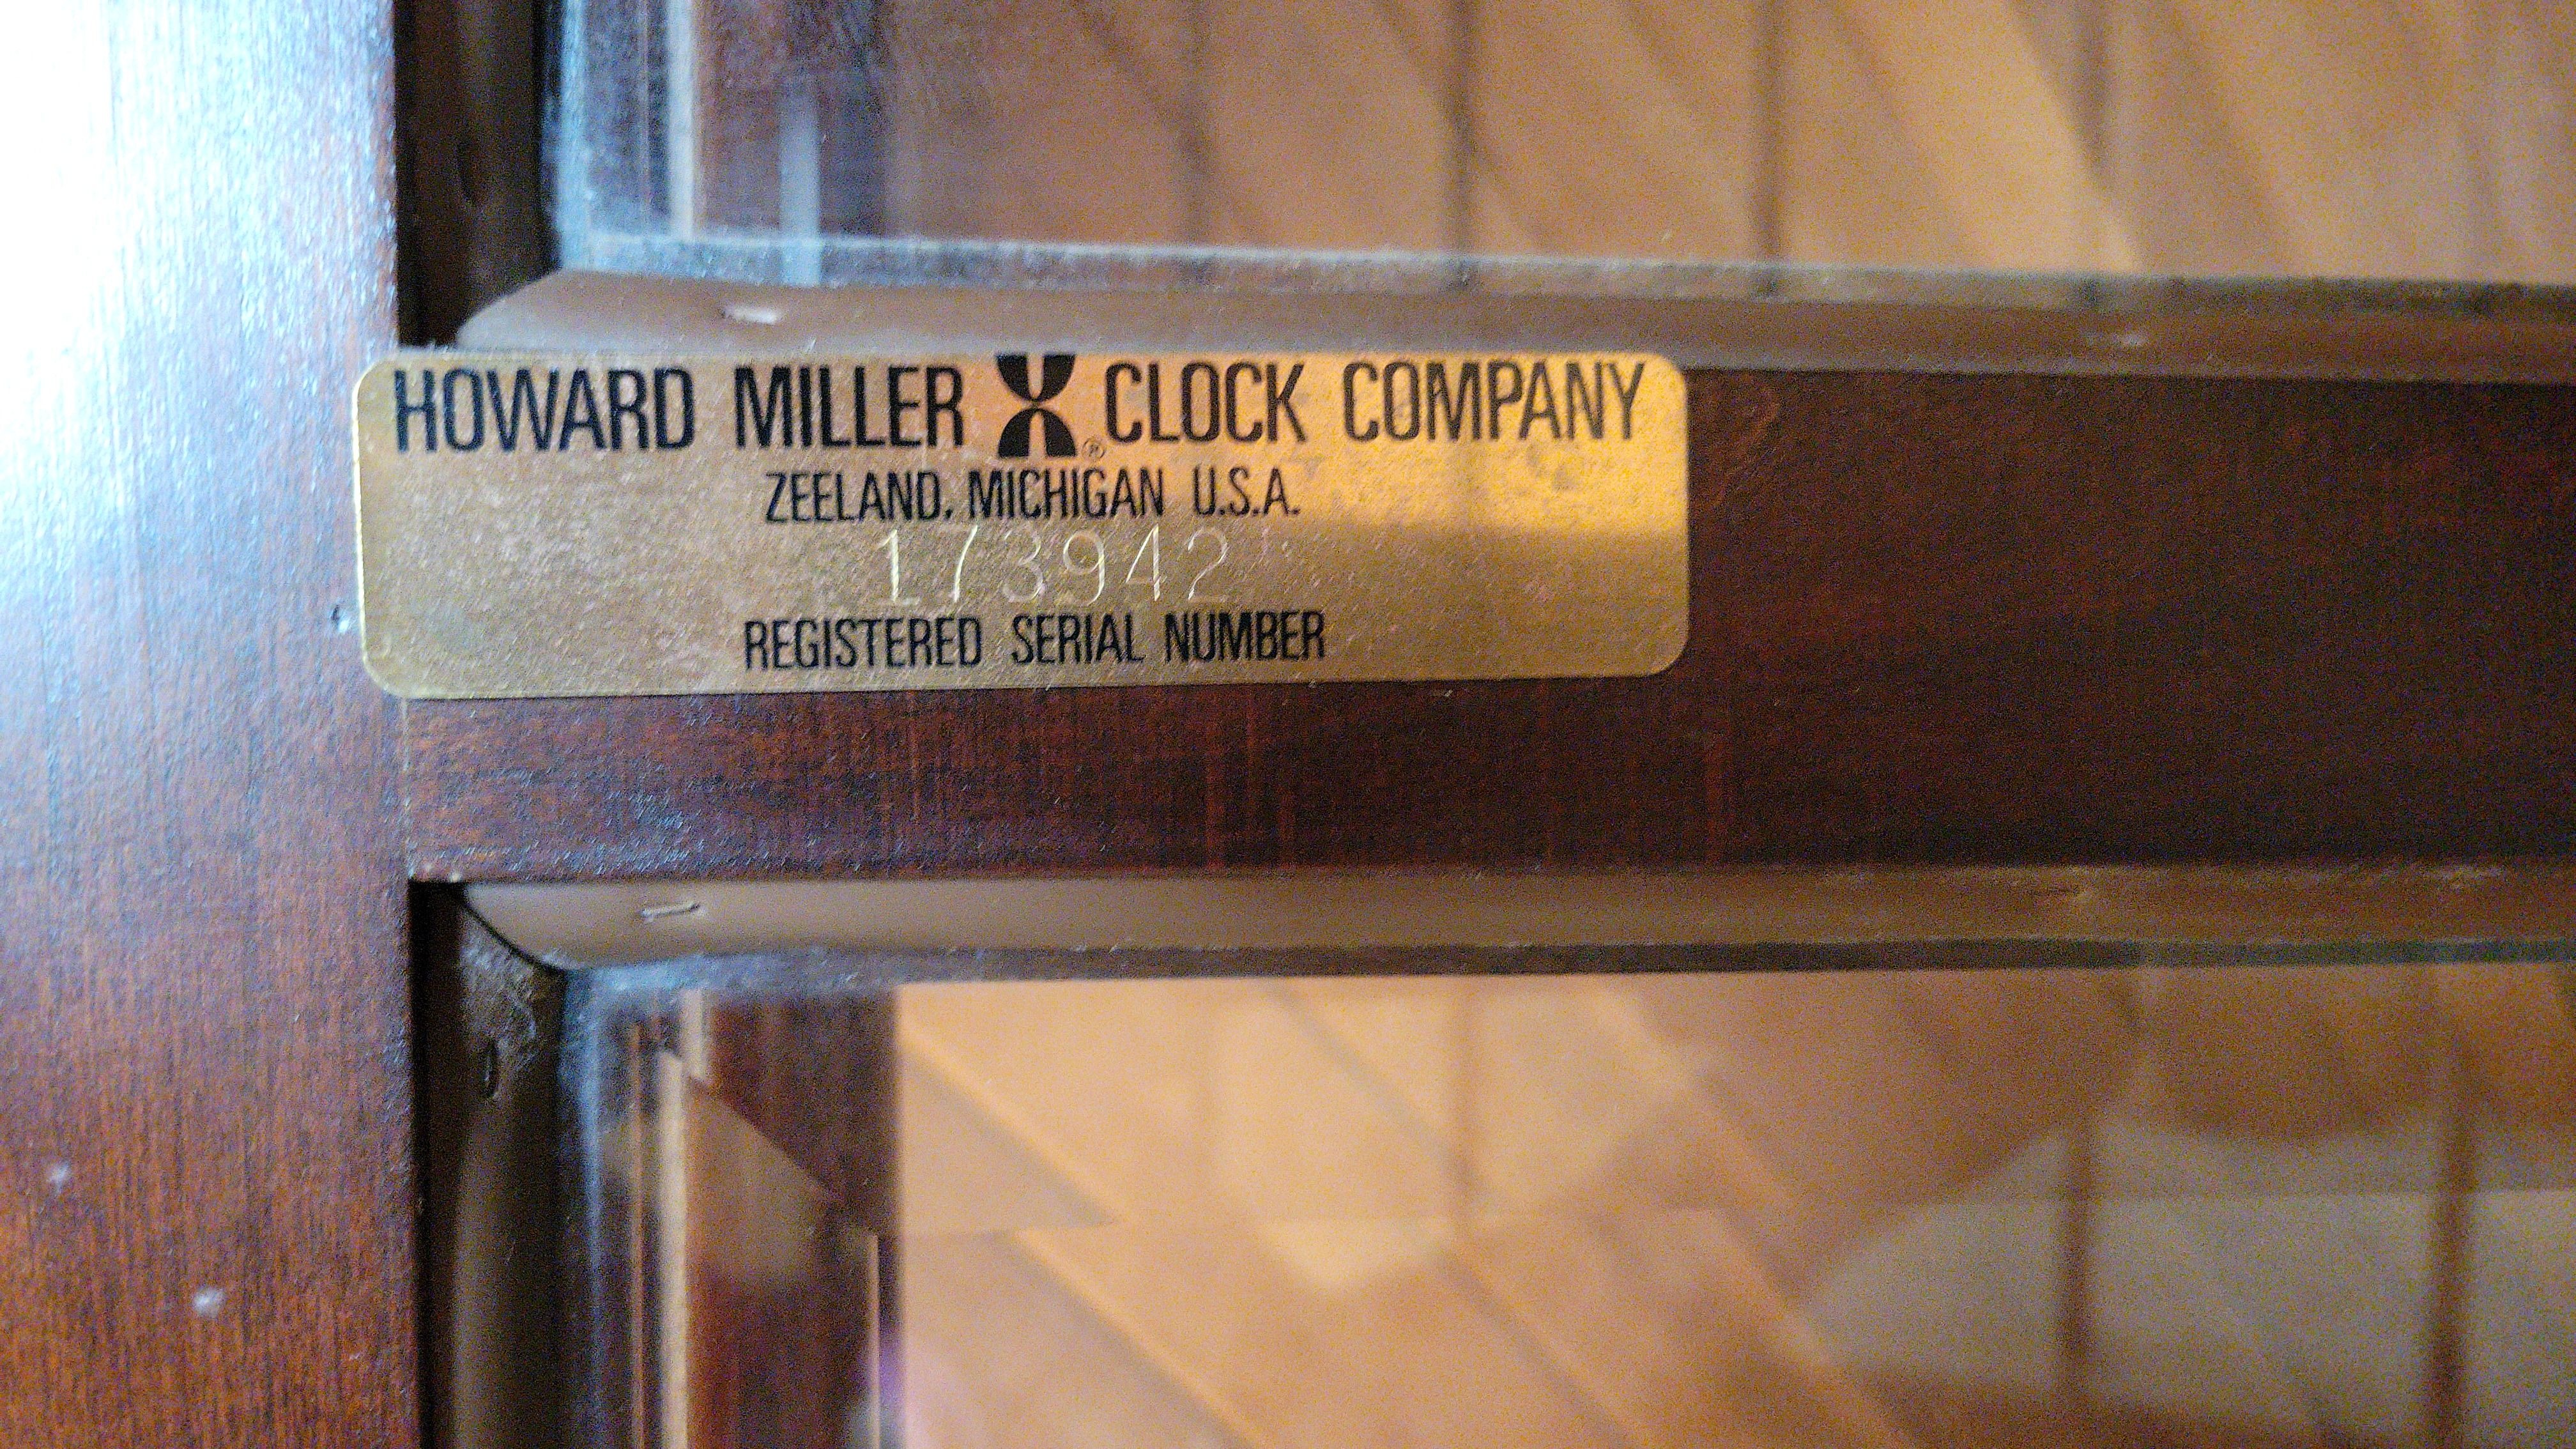 HOWARD MILLER ® CLOCK COMPANY
ZEELAND, MICHIGAN U.S.A.
173942
REGISTERED SERIAL NUMBER